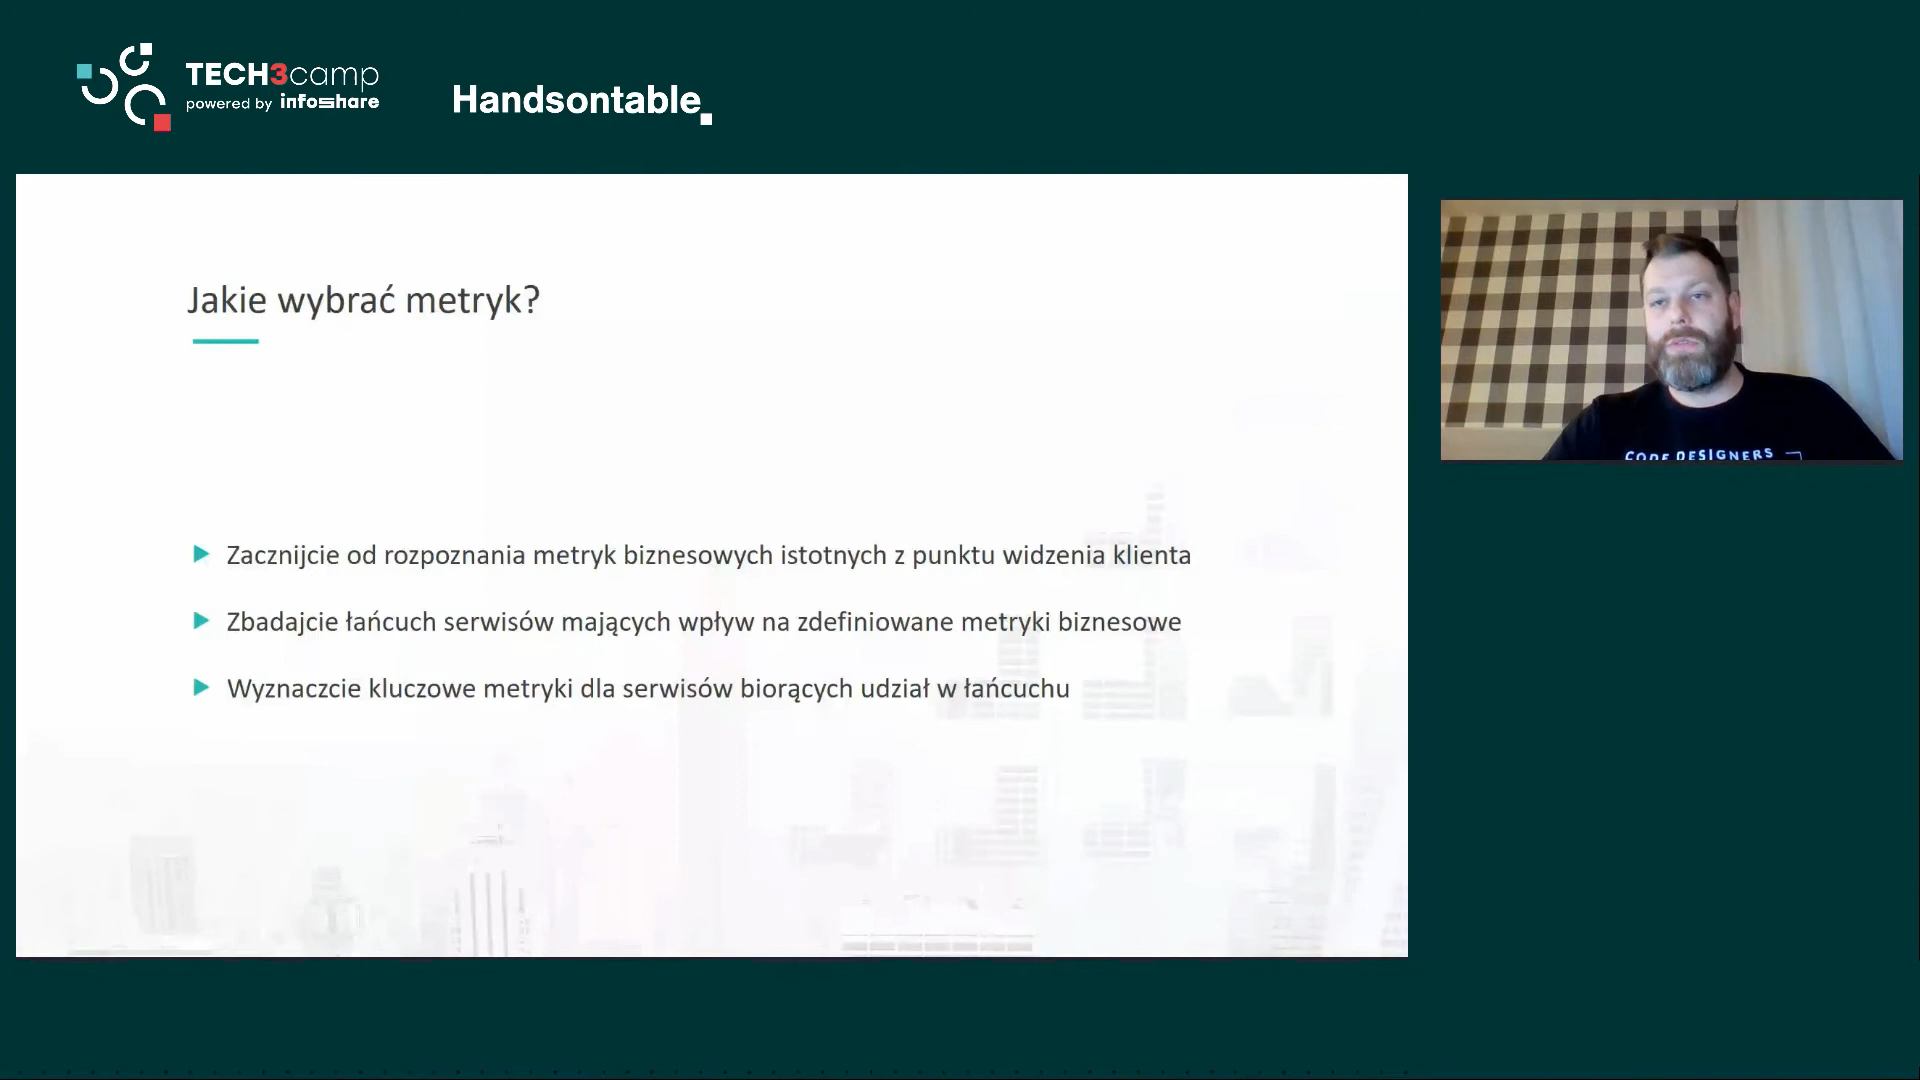 TECH3camp
powered by infoshare
Handsontable
Jakie wybrać metryk?
Zacznijcie od rozpoznania metryk biznesowych istotnych z punktu widzenia klienta
Zbadajcie łańcuch serwisów mających wpływ na zdefiniowane metryki biznesowe
Wyznaczcie kluczowe metryki dla serwisów biorących udział w łańcuchu
CODE DESIGNERS